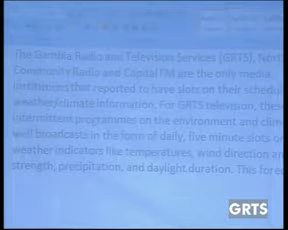 The Gambia Radio and Television Services (GRTS), Nort
Community Radio and Capital FM are the only media
institutions that reported to have slots on their schedul
weather/climate information. For GRTS television, thes
intermittent programmes on the environment and clim
well broadcasts in the form of daily, five minute slots o
weather indicators like temperatures, wind direction an
strength, precipitation, and daylight duration. This fore
GRTS